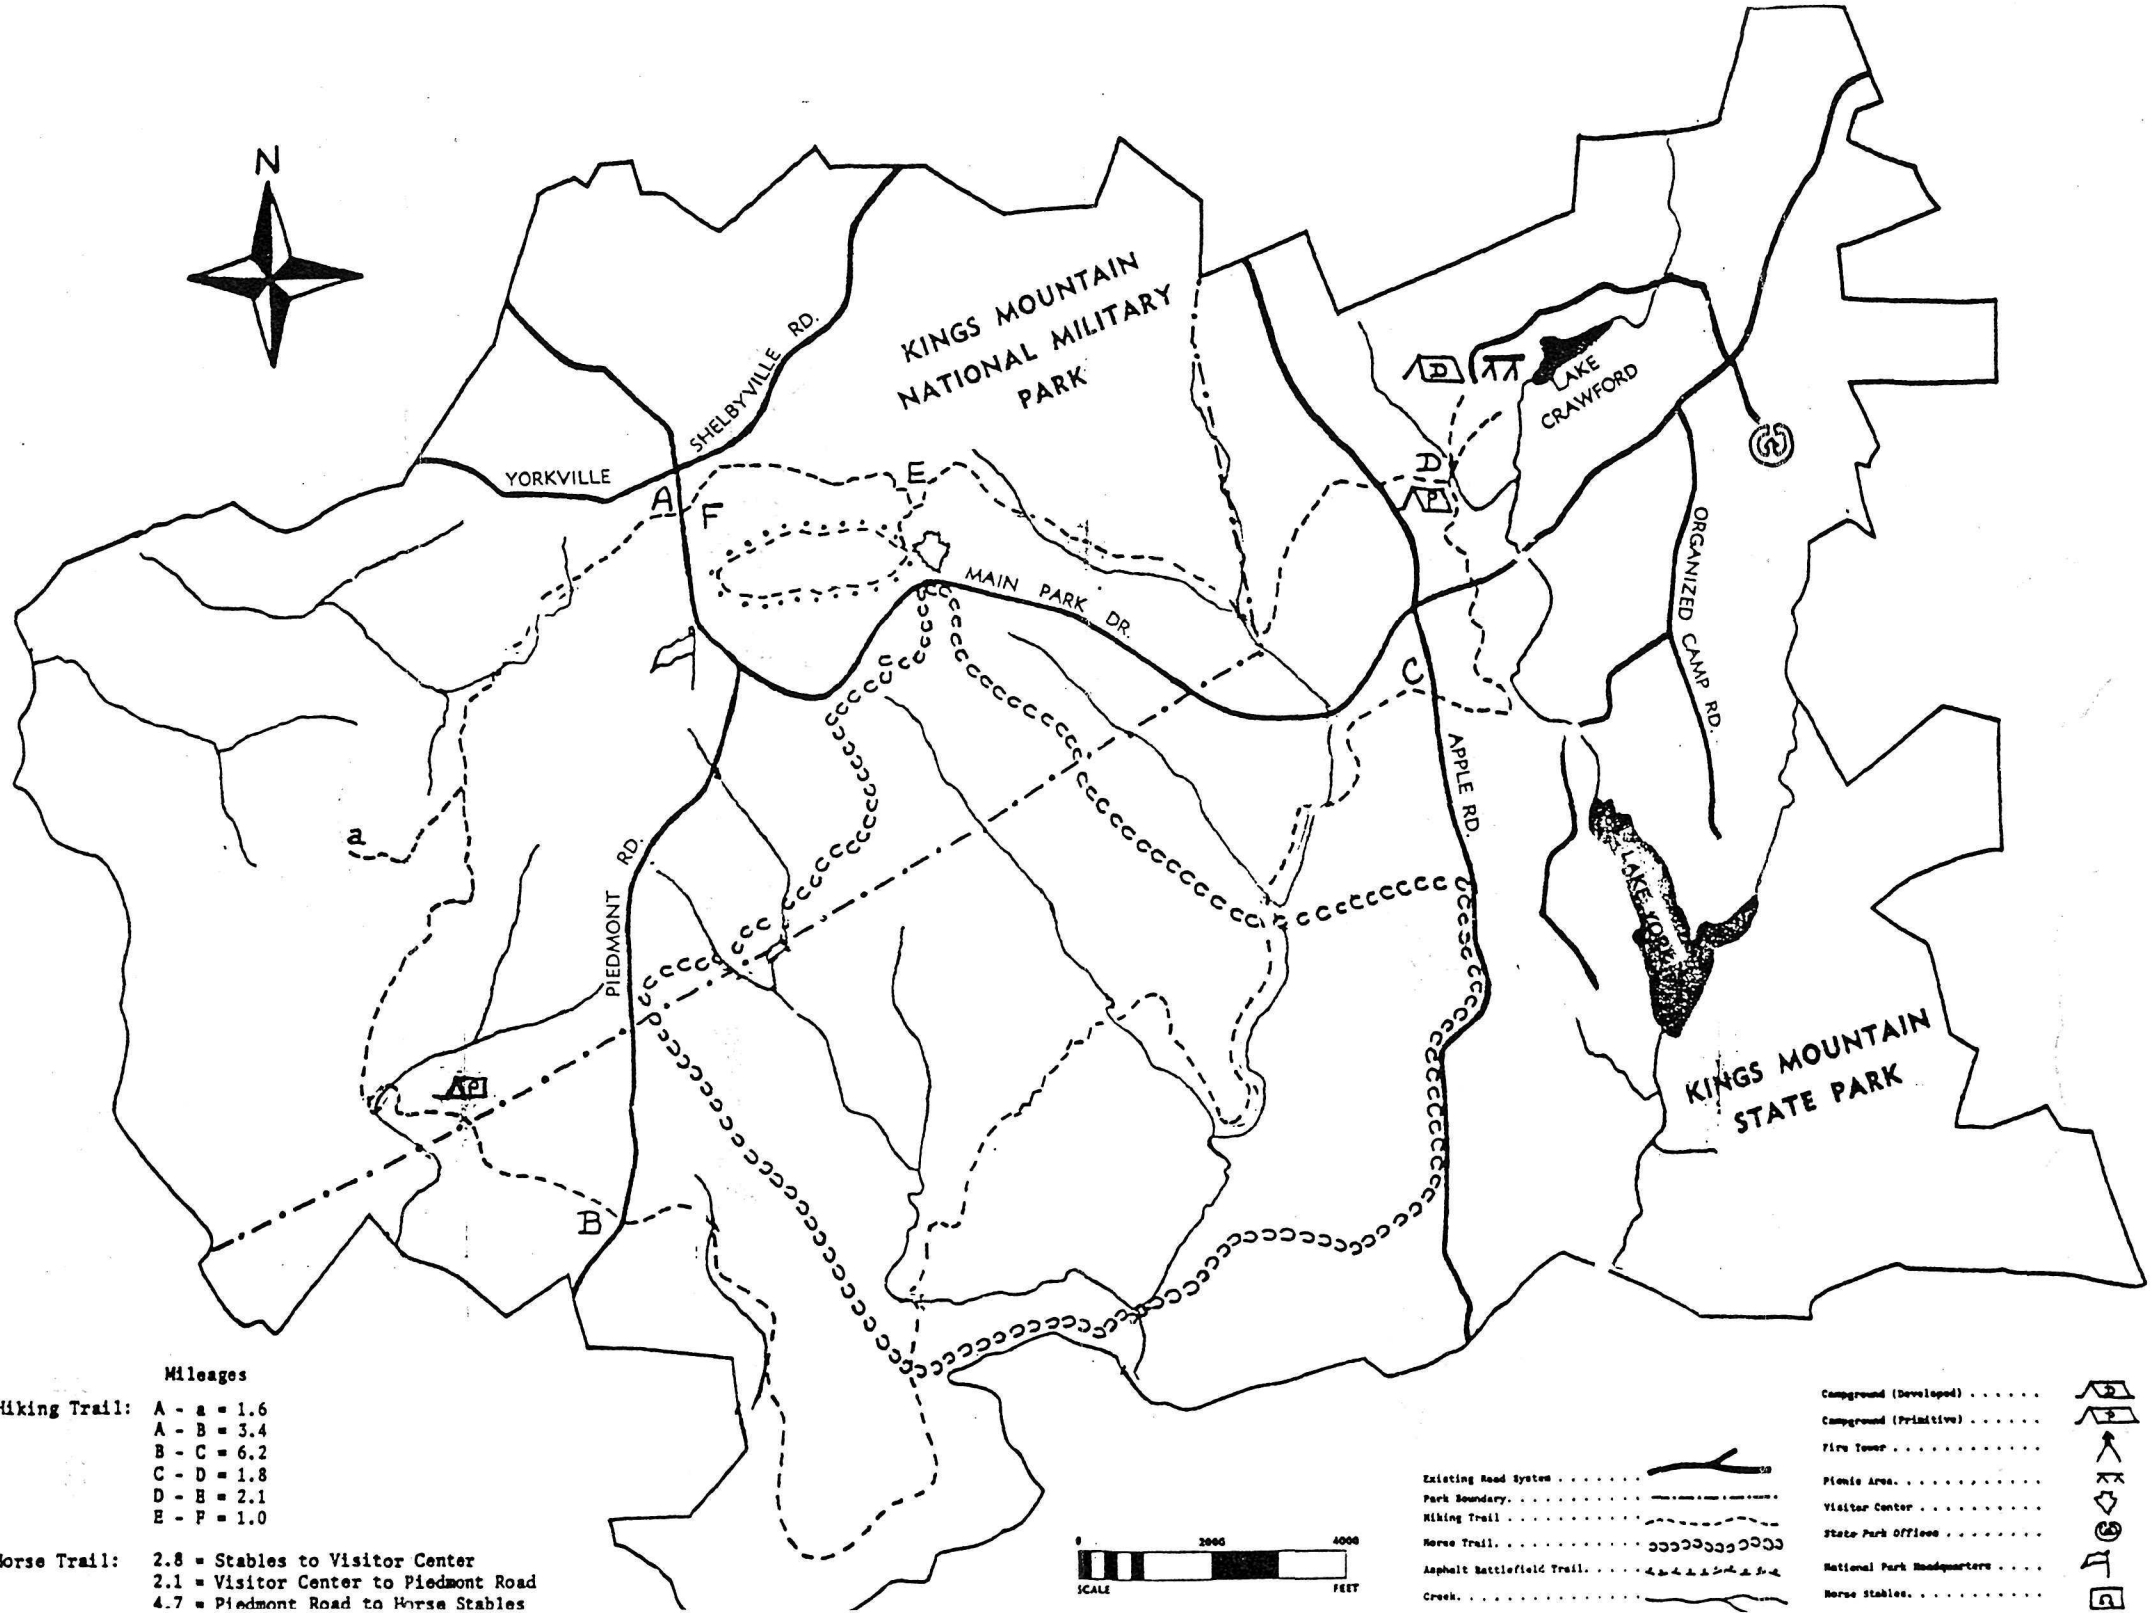 N
KINGS MOUNTAIN
NATIONAL MILITARY
PARK
SHELBYVILLE RD.
YORKVILLE
A
F
E
D
D
P
LAKE
CRAWFORD
MAIN PARK DR.
ORGANIZED CAMP RD.
C
APPLE RD.
a
PIEDMONT RD.
LAKE YORK
P
B
KINGS MOUNTAIN
STATE PARK
Mileages
Hiking Trail: A - a = 1.6
A - B = 3.4
B - C = 6.2
C - D = 1.8
D - E = 2.1
E - F = 1.0
Horse Trail: 2.8 = Stables to Visitor Center
2.1 = Visitor Center to Piedmont Road
4.7 = Piedmont Road to Horse Stables
0 2000 4000
SCALE FEET
Existing Road System . . . . . . .
Park Boundary. . . . . . . . . . . .
Hiking Trail . . . . . . . . . . . .
Horse Trail. . . . . . . . . . . . .
Asphalt Battlefield Trail. . . . . .
Creek. . . . . . . . . . . . . . . .
Campground (Developed) . . . . . .
Campground (Primitive) . . . . . .
Fire Tower . . . . . . . . . . . .
Picnic Area. . . . . . . . . . . .
Visitor Center . . . . . . . . . .
State Park Offices . . . . . . . .
National Park Headquarters . . . .
Horse Stables. . . . . . . . . . .